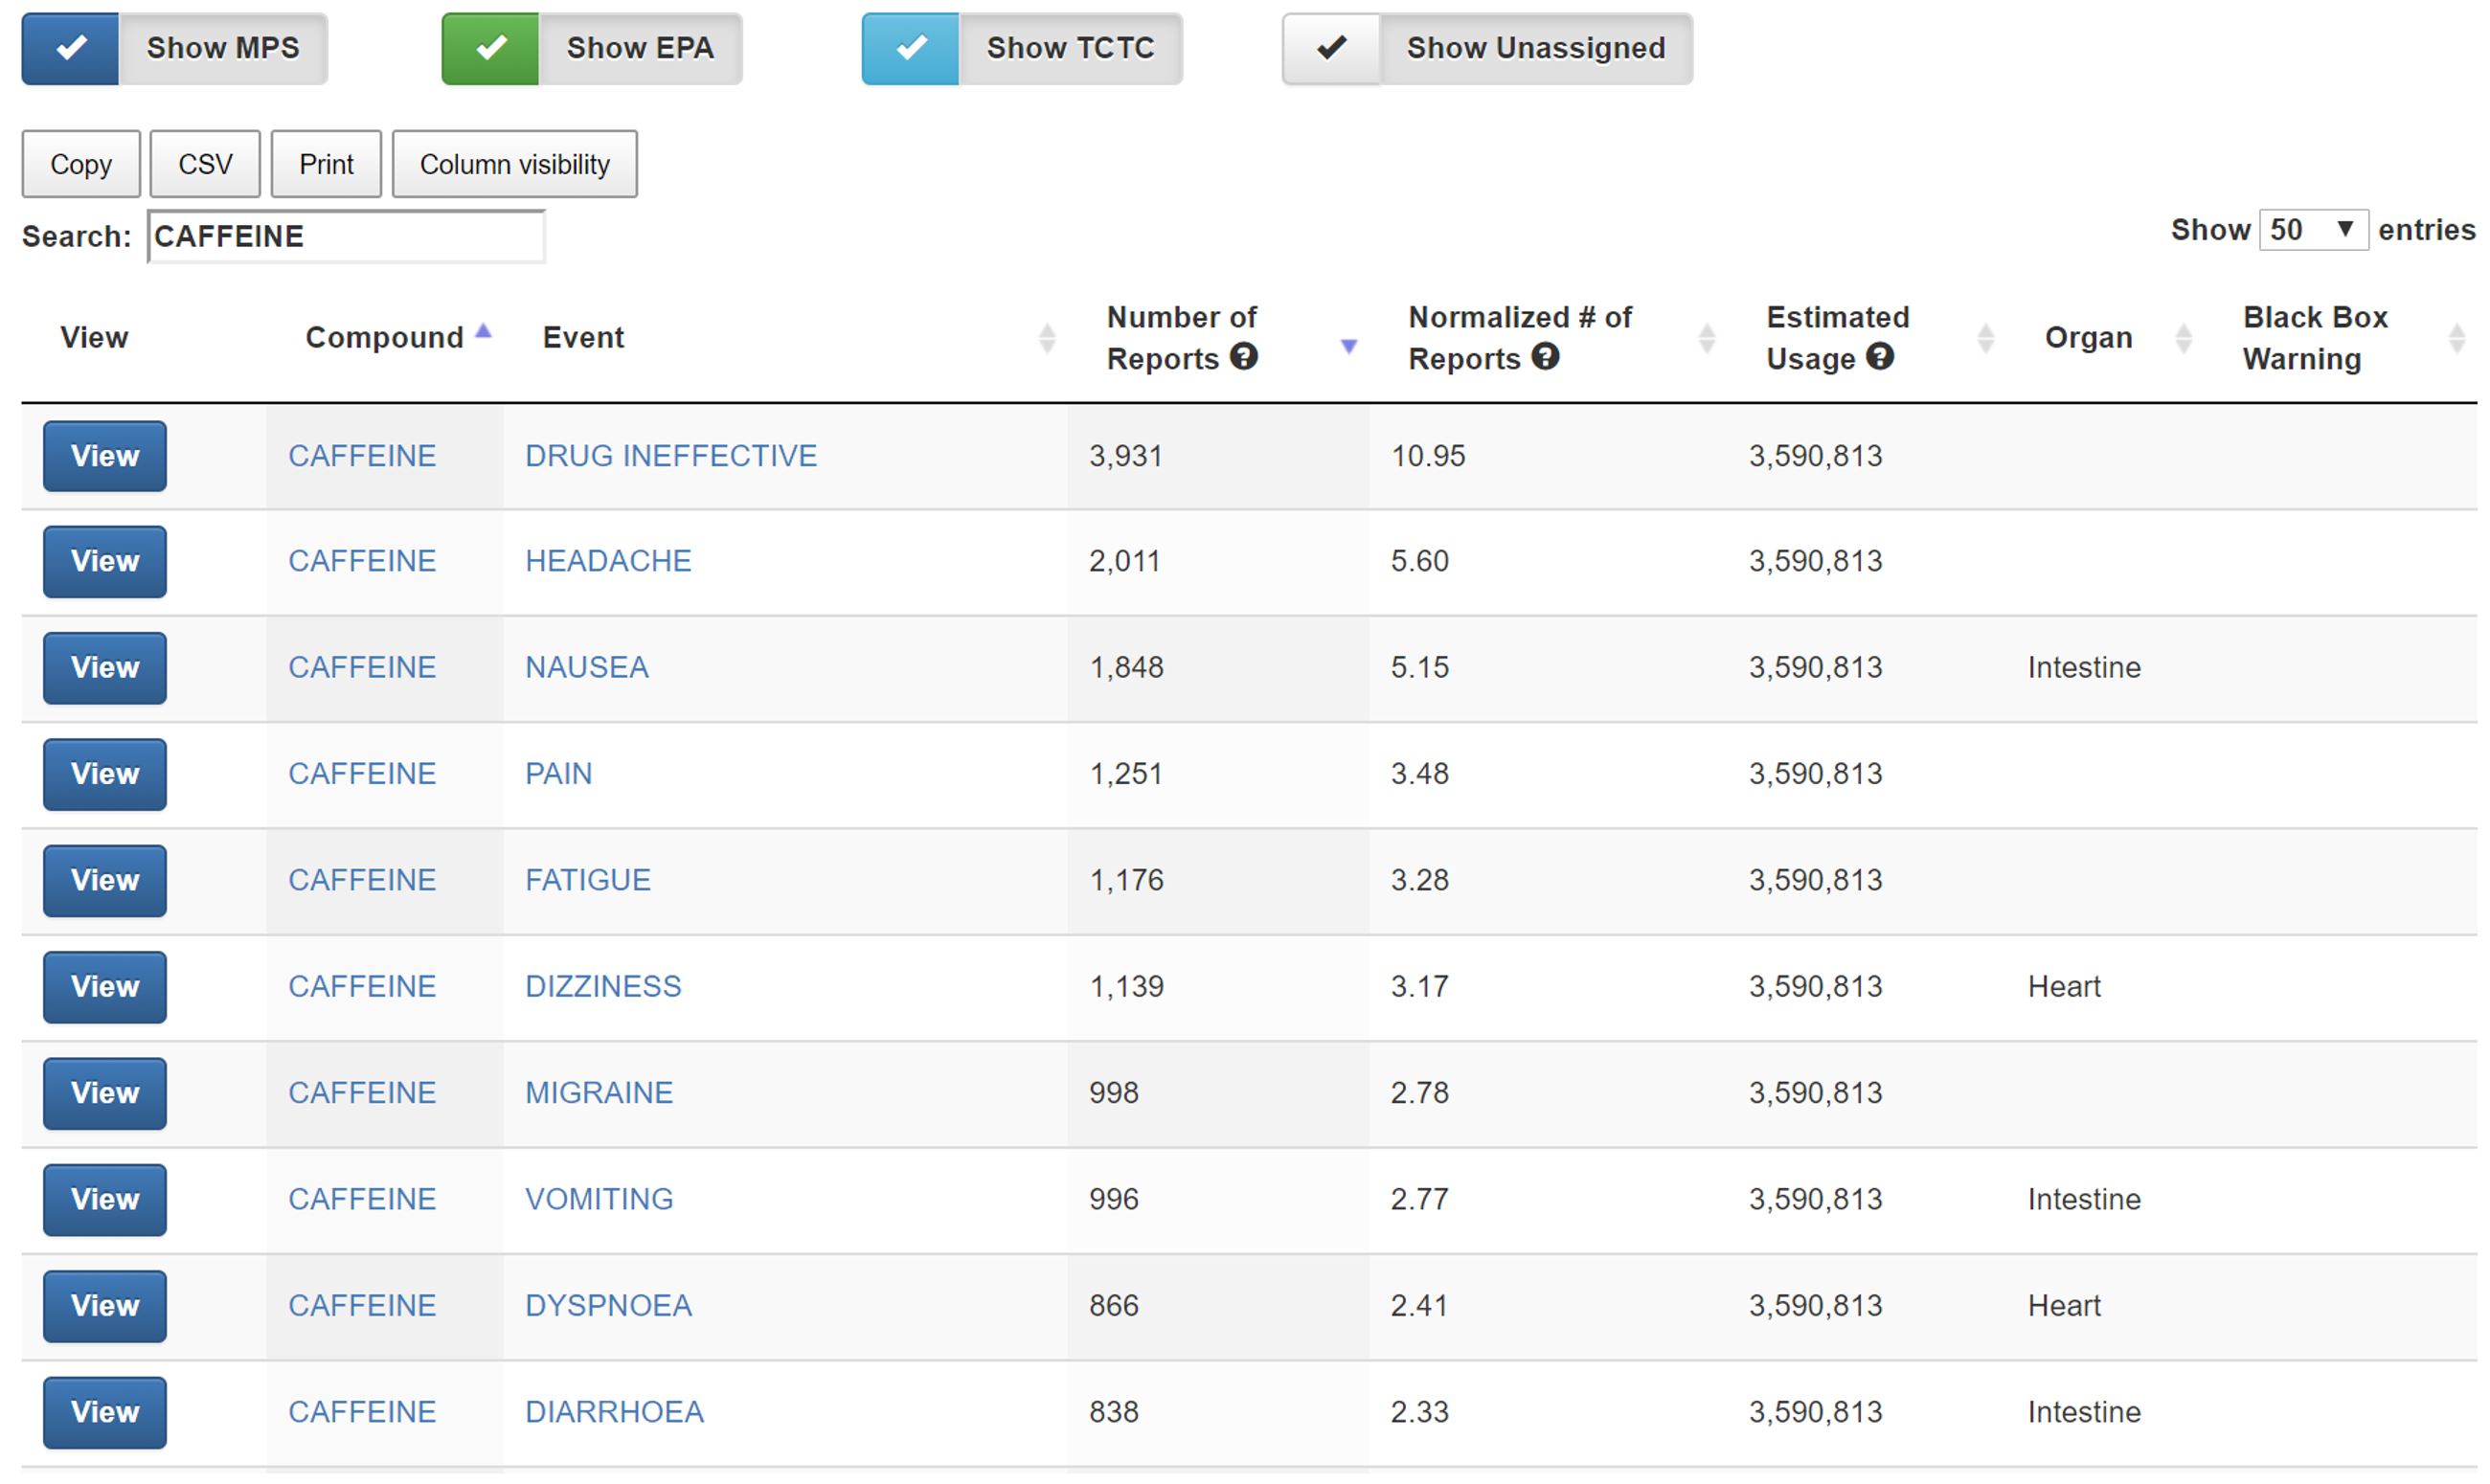 Show MPS Show EPA Show TCTC Show Unassigned
Copy CSV Print Column visibility
Search: CAFFEINE Show 50 entries
View Compound Event Number of Reports Normalized # of Reports Estimated Usage Organ Black Box Warning
View CAFFEINE DRUG INEFFECTIVE 3,931 10.95 3,590,813
View CAFFEINE HEADACHE 2,011 5.60 3,590,813
View CAFFEINE NAUSEA 1,848 5.15 3,590,813 Intestine
View CAFFEINE PAIN 1,251 3.48 3,590,813
View CAFFEINE FATIGUE 1,176 3.28 3,590,813
View CAFFEINE DIZZINESS 1,139 3.17 3,590,813 Heart
View CAFFEINE MIGRAINE 998 2.78 3,590,813
View CAFFEINE VOMITING 996 2.77 3,590,813 Intestine
View CAFFEINE DYSPNOEA 866 2.41 3,590,813 Heart
View CAFFEINE DIARRHOEA 838 2.33 3,590,813 Intestine